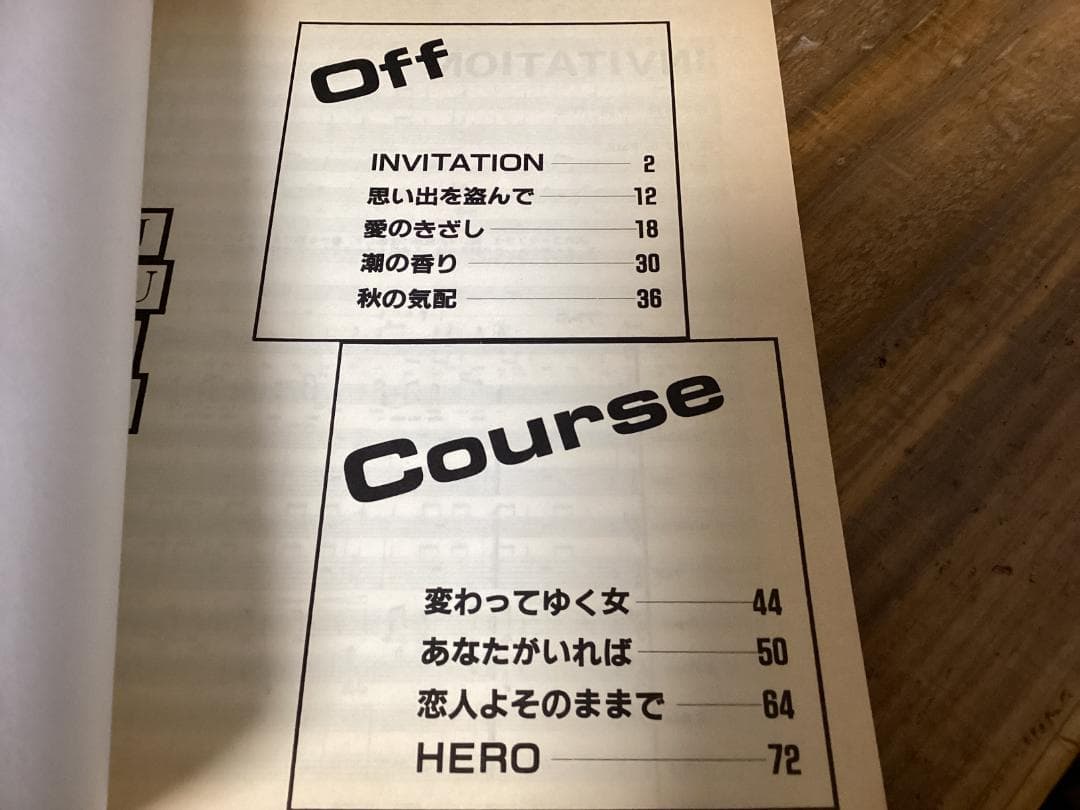 Off
INVITATION 2
思い出を盗んで 12
愛のきざし 18
潮の香り 30
秋の気配 36
Course
変わってゆく女 44
あなたがいれば 50
恋人よそのままで 64
HERO 72